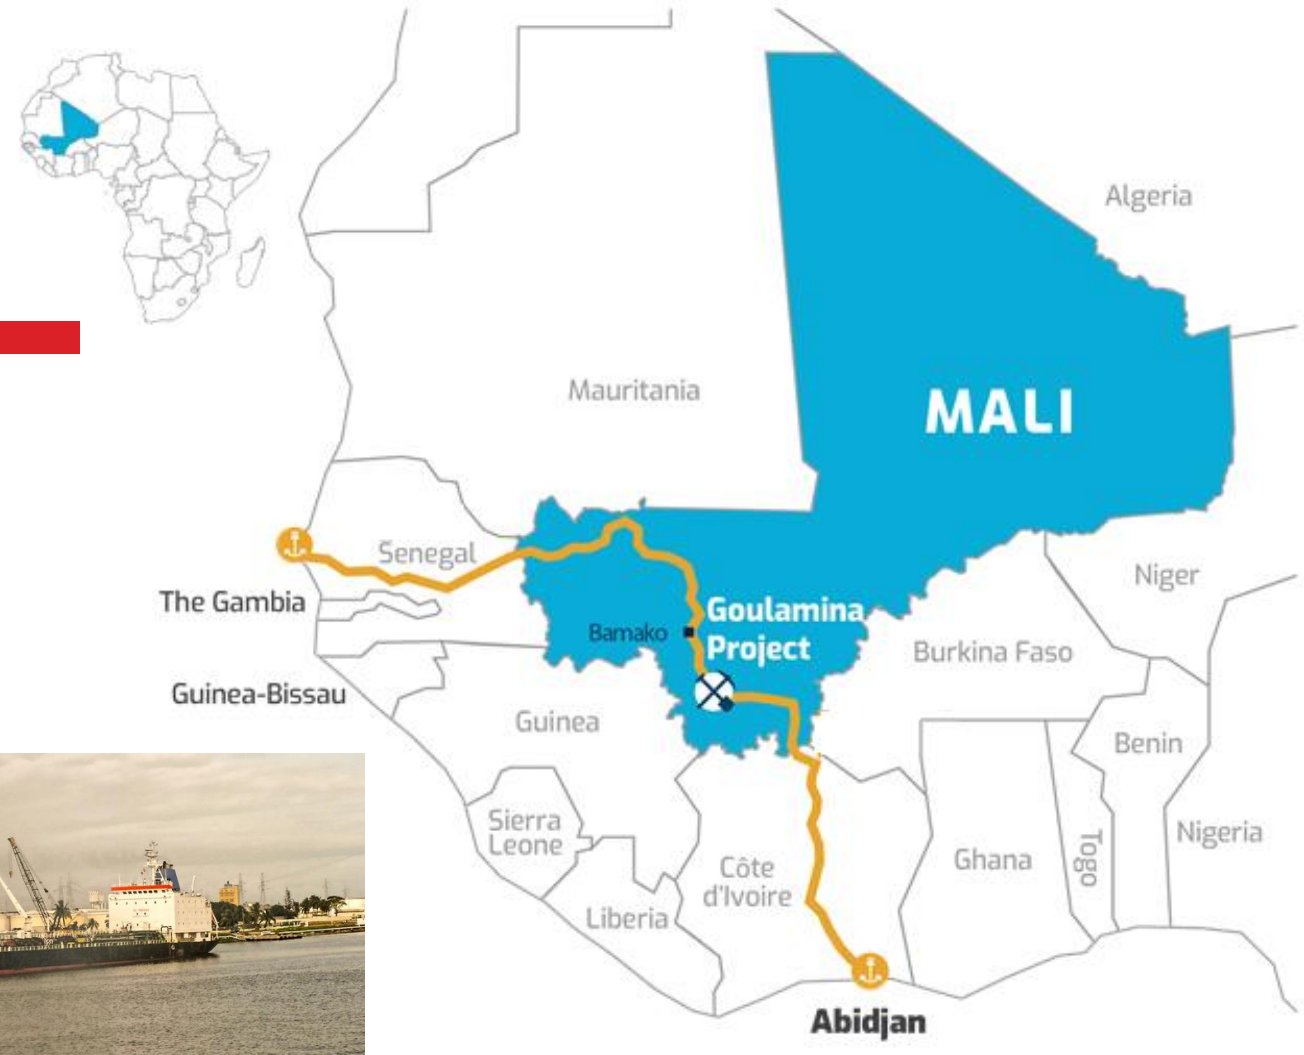 Algeria
Mauritania
MALI
Senegal
Niger
The Gambia
Goulamina
Project
Bamako
Burkina Faso
Guinea-Bissau
Guinea
Benin
Sierra
Leone
Nigeria
Togo
Ghana
Côte
d'Ivoire
Liberia
Abidjan